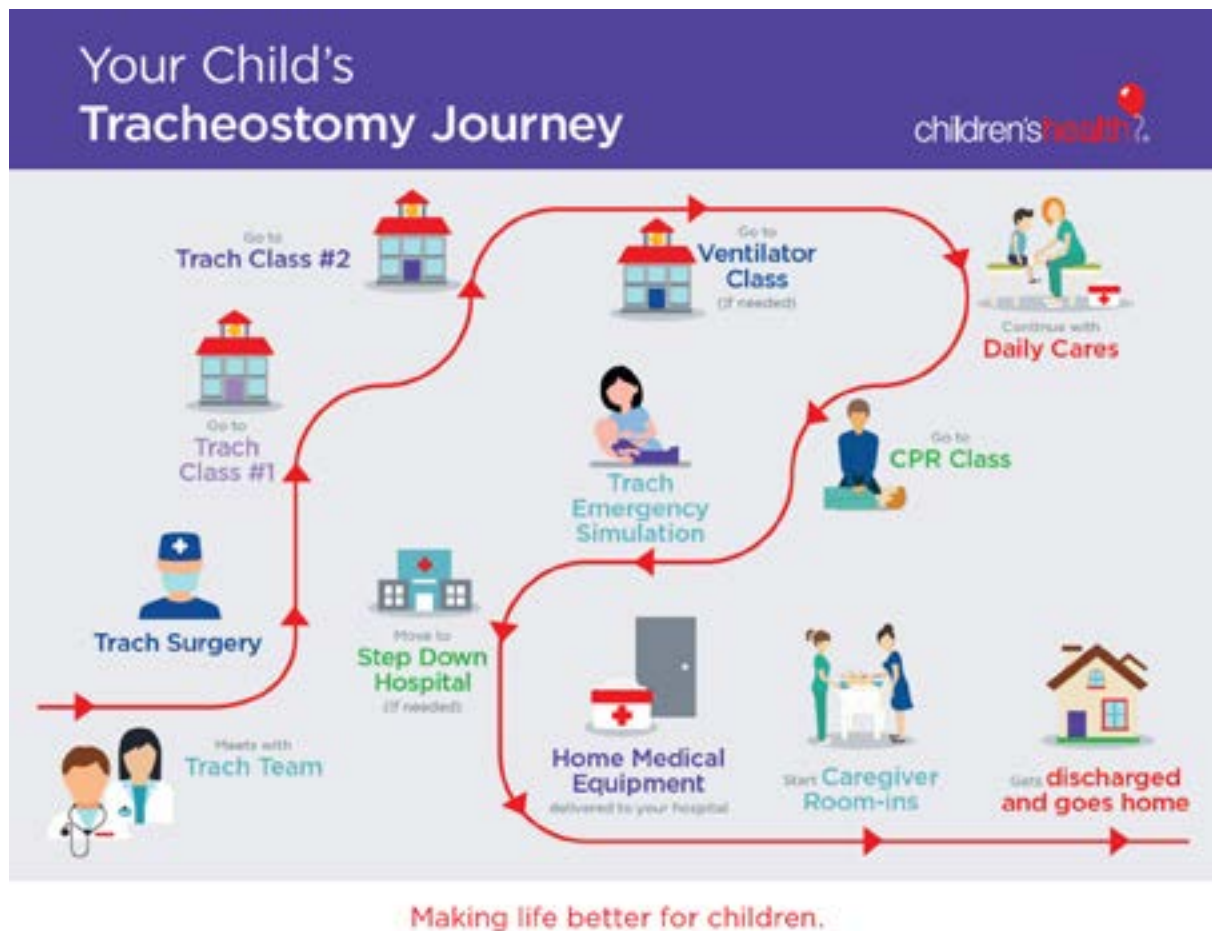 Your Child's
Tracheostomy Journey
children'shealth
Meets with
Trach Team
Trach Surgery
Go to
Trach
Class #1
Go to
Trach Class #2
Go to
Ventilator
Class
(if needed)
Continue with
Daily Cares
Go to
CPR Class
Trach
Emergency
Simulation
Move to
Step Down
Hospital
(if needed)
Home Medical
Equipment
delivered to your hospital
Start Caregiver
Room-ins
Gets discharged
and goes home
Making life better for children.